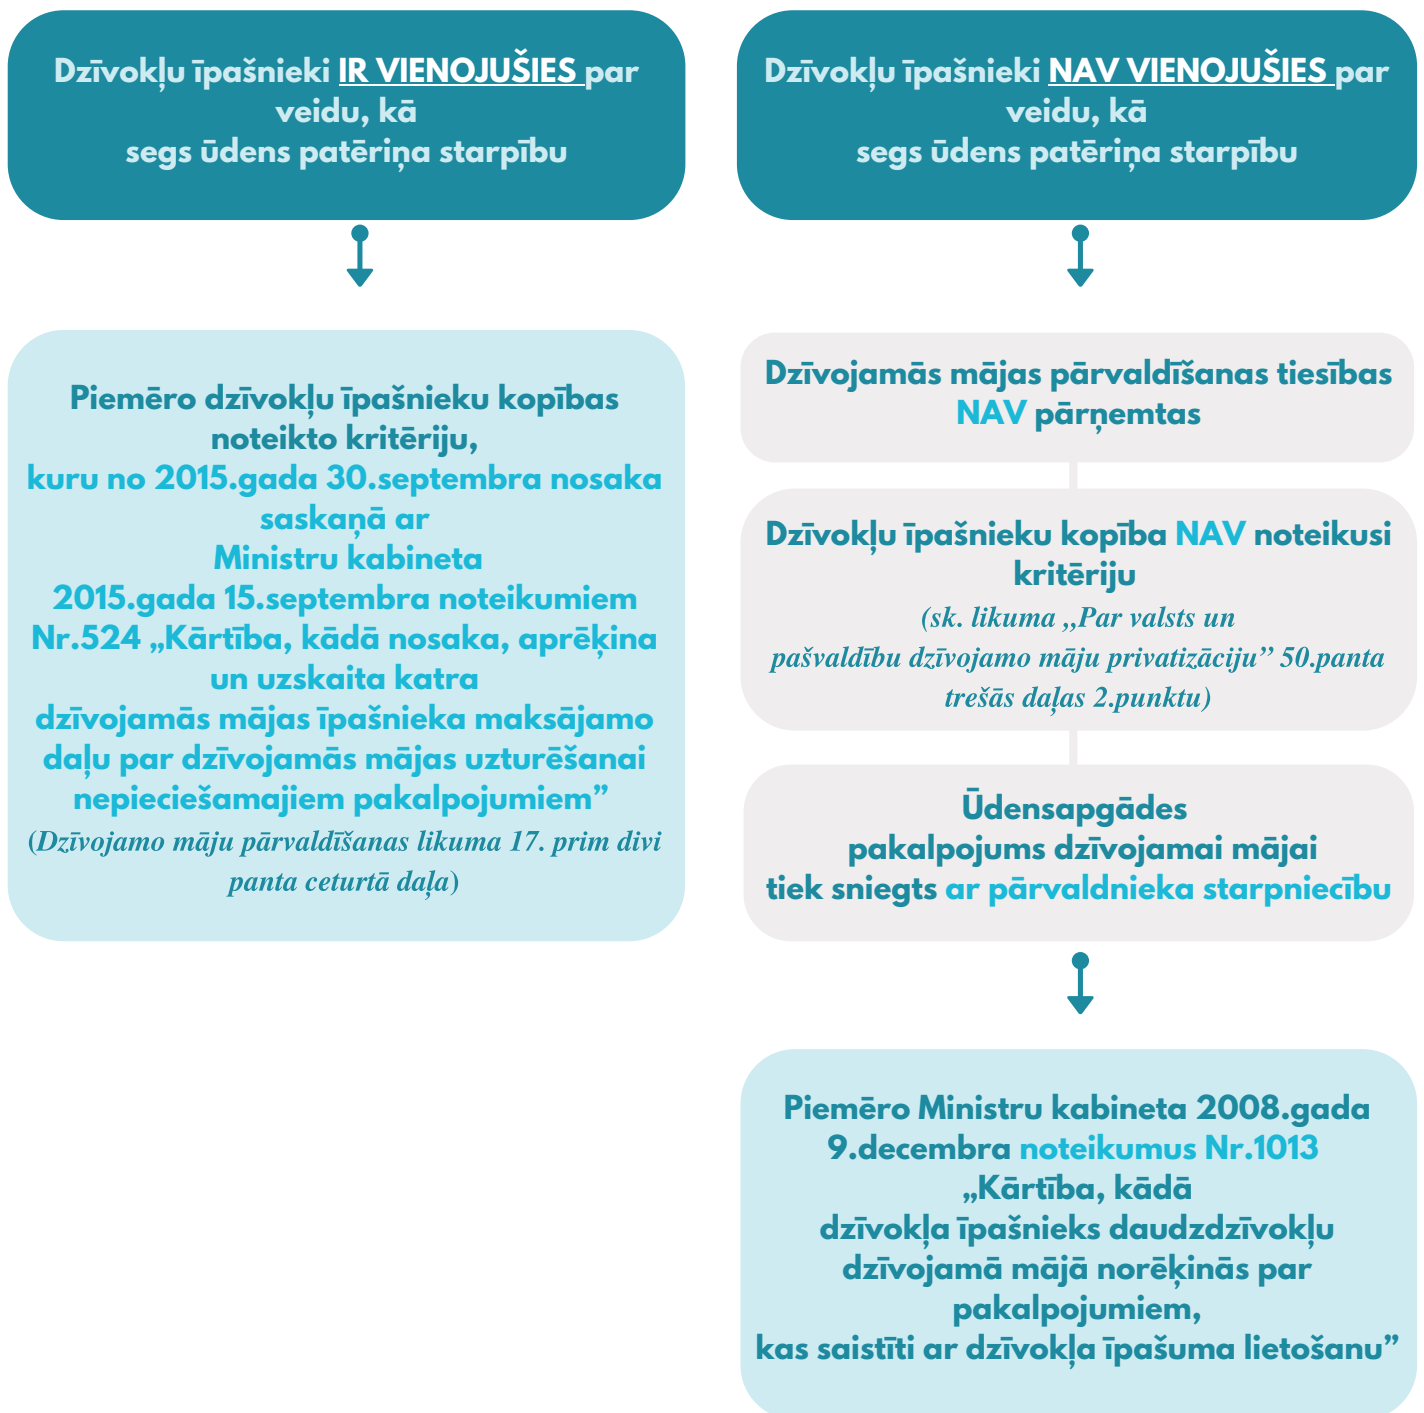 Dzīvokļu īpašnieki IR VIENOJUŠIES par
veidu, kā
segs ūdens patēriņa starpību
Piemēro dzīvokļu īpašnieku kopības
noteikto kritēriju,
kuru no 2015.gada 30.septembra nosaka
saskaņā ar
Ministru kabineta
2015.gada 15.septembra noteikumiem
Nr.524 „Kārtība, kādā nosaka, aprēķina
un uzskaita katra
dzīvojamās mājas īpašnieka maksājamo
daļu par dzīvojamās mājas uzturēšanai
nepieciešamajiem pakalpojumiem”
(Dzīvojamo māju pārvaldīšanas likuma 17. prim divi
panta ceturtā daļa)
Dzīvokļu īpašnieki NAV VIENOJUŠIES par
veidu, kā
segs ūdens patēriņa starpību
Dzīvojamās mājas pārvaldīšanas tiesības
NAV pārņemtas
Dzīvokļu īpašnieku kopība NAV noteikusi
kritēriju
(sk. likuma „Par valsts un
pašvaldību dzīvojamo māju privatizāciju” 50.panta
trešās daļas 2.punktu)
Ūdensapgādes
pakalpojums dzīvojamai mājai
tiek sniegts ar pārvaldnieka starpniecību
Piemēro Ministru kabineta 2008.gada
9.decembra noteikumus Nr.1013
„Kārtība, kādā
dzīvokļa īpašnieks daudzdzīvokļu
dzīvojamā mājā norēķinās par
pakalpojumiem,
kas saistīti ar dzīvokļa īpašuma lietošanu”